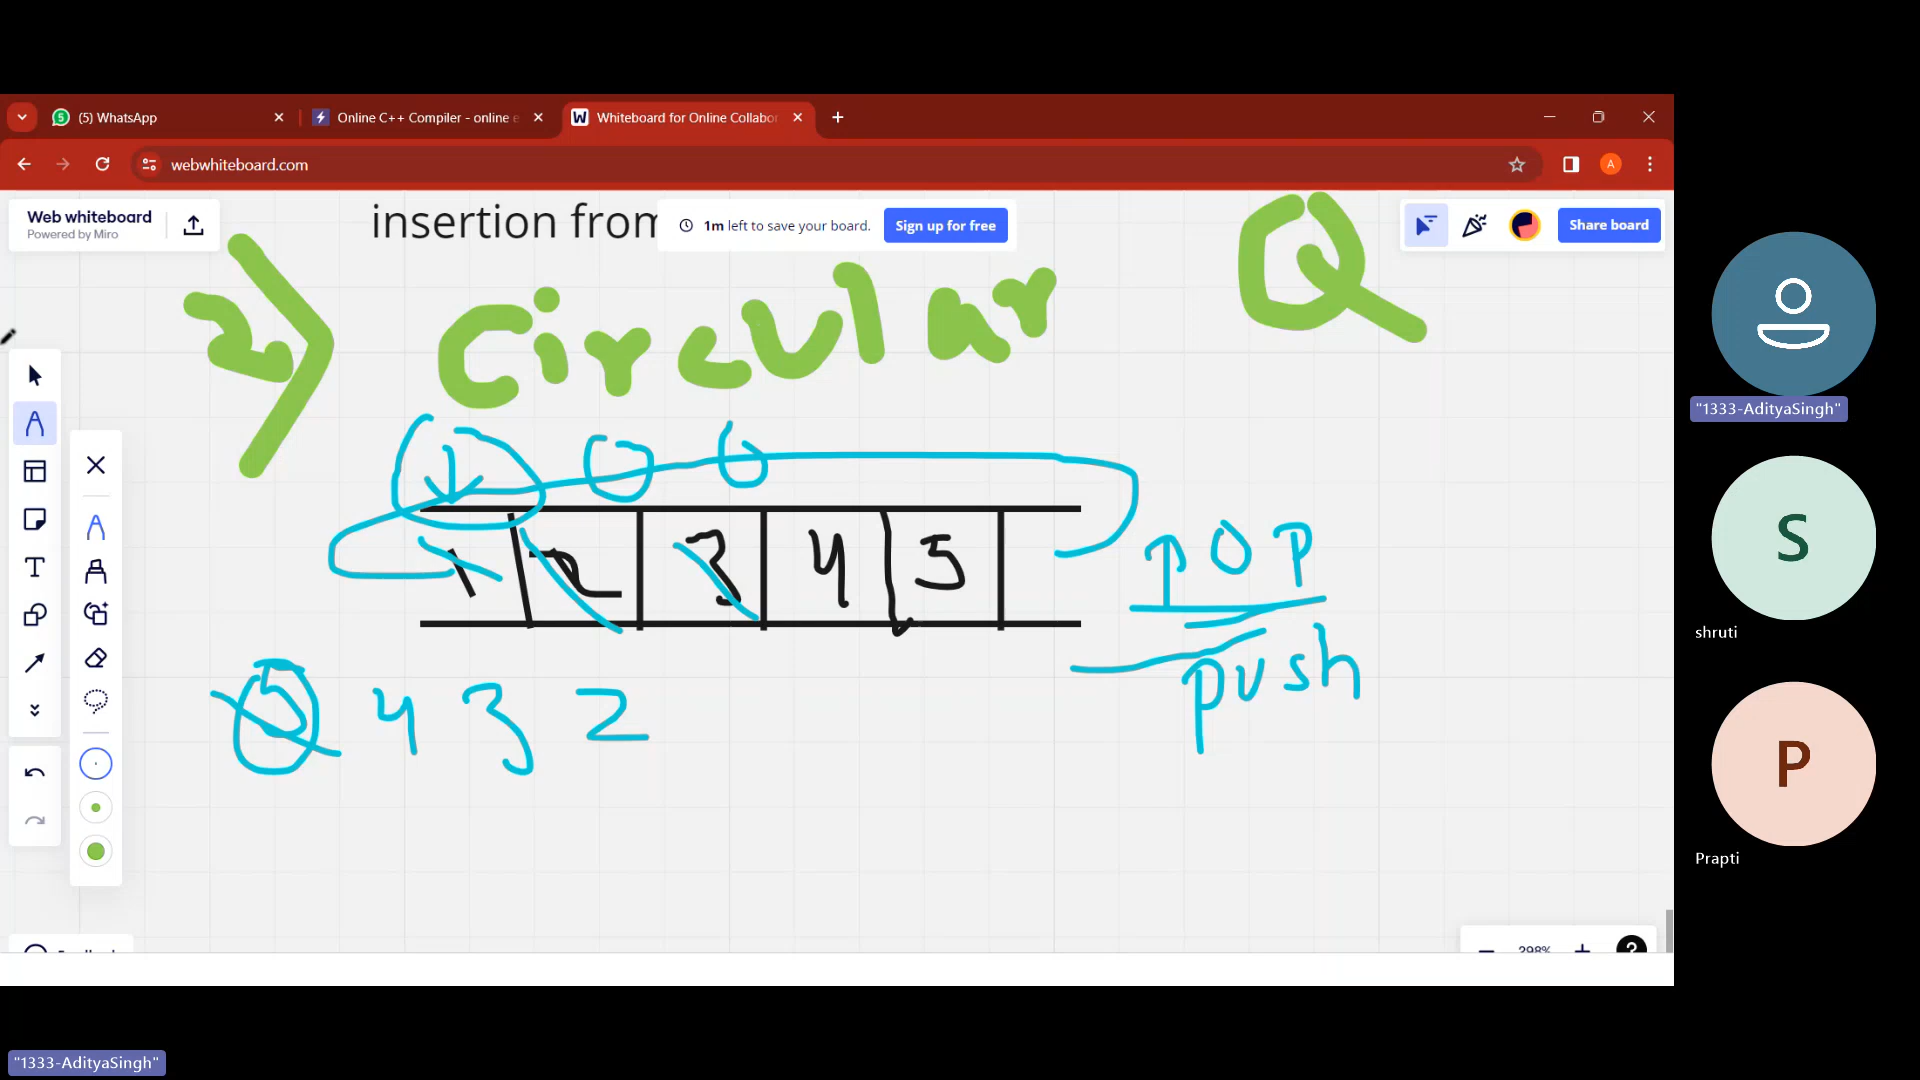 (5) WhatsApp
Online C++ Compiler - online e
Whiteboard for Online Collabor
webwhiteboard.com
A
Web whiteboard
Powered by Miro
insertion from
1m left to save your board.
Sign up for free
Share board
Q
2>
Circular
1 2 3 4 5
POP
push
5 4 3 2
298%
"1333-AdityaSingh"
S
shruti
P
Prapti
"1333-AdityaSingh"